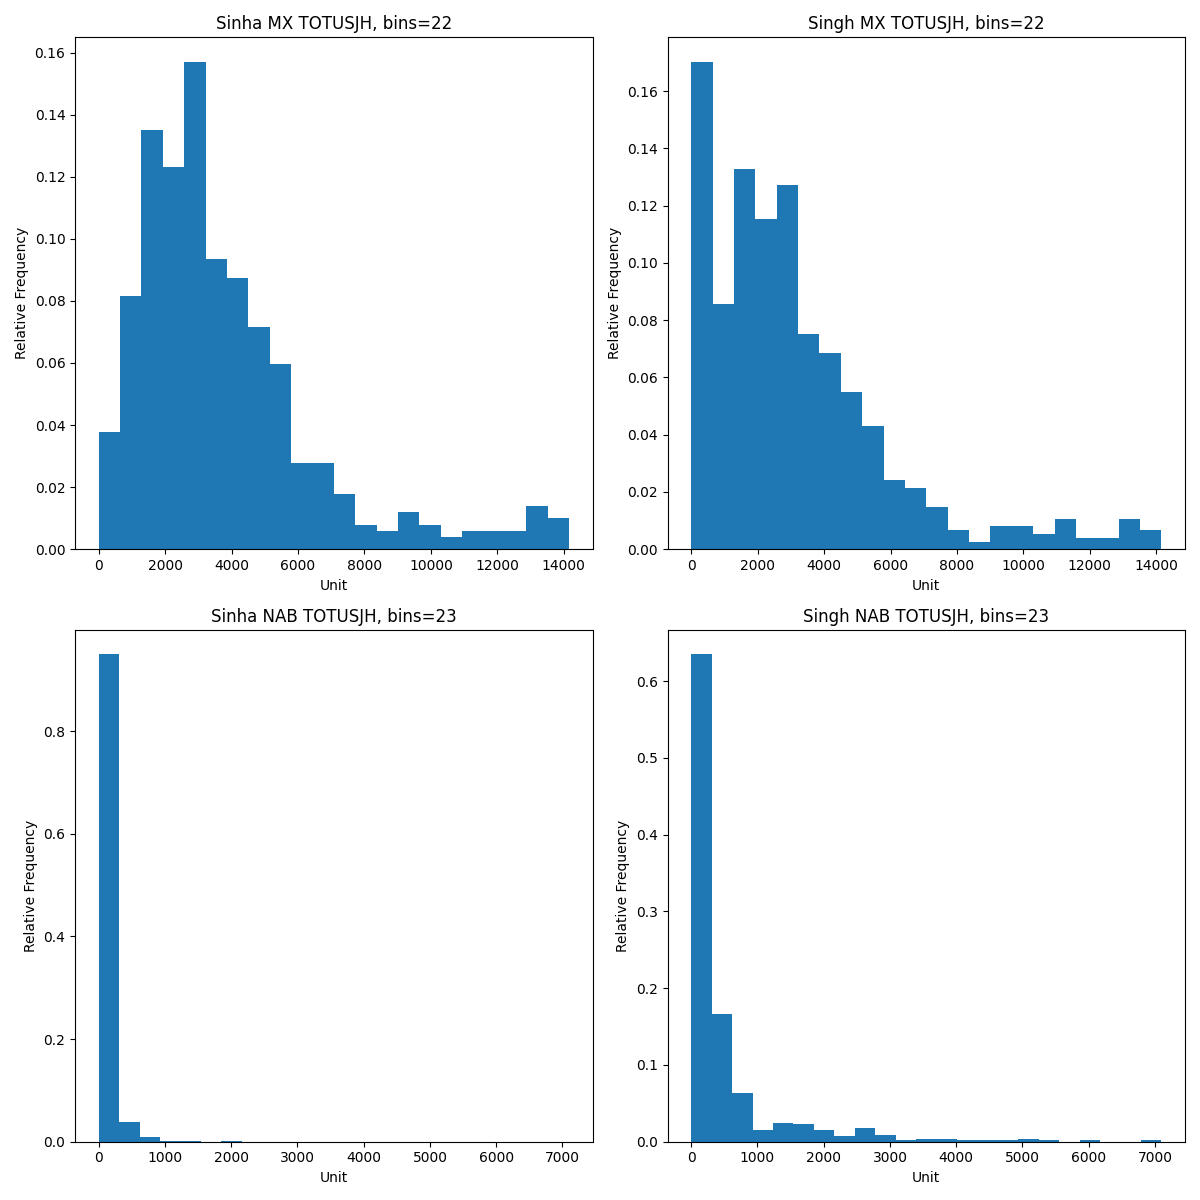 Sinha MX TOTUSJH, bins=22
Relative Frequency
0.16
0.14
0.12
0.10
0.08
0.06
0.04
0.02
0.00
0 2000 4000 6000 8000 10000 12000 14000
Unit
Singh MX TOTUSJH, bins=22
Relative Frequency
0.16
0.14
0.12
0.10
0.08
0.06
0.04
0.02
0.00
0 2000 4000 6000 8000 10000 12000 14000
Unit
Sinha NAB TOTUSJH, bins=23
Relative Frequency
0.8
0.6
0.4
0.2
0.0
0 1000 2000 3000 4000 5000 6000 7000
Unit
Singh NAB TOTUSJH, bins=23
Relative Frequency
0.6
0.5
0.4
0.3
0.2
0.1
0.0
0 1000 2000 3000 4000 5000 6000 7000
Unit